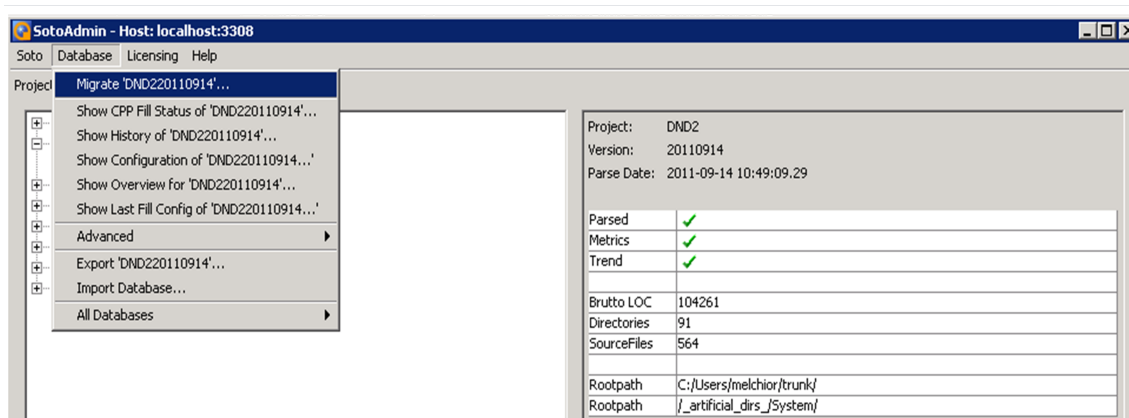 SotoAdmin - Host: localhost:3308
Soto Database Licensing Help
Migrate 'DND220110914'...
Show CPP Fill Status of 'DND220110914'...
Show History of 'DND220110914'...
Show Configuration of 'DND220110914...'
Show Overview for 'DND220110914'...
Show Last Fill Config of 'DND220110914...'
Advanced
Export 'DND220110914'...
Import Database...
All Databases
Project: DND2
Version: 20110914
Parse Date: 2011-09-14 10:49:09.29
Parsed
Metrics
Trend
Brutto LOC 104261
Directories 91
SourceFiles 564
Rootpath C:/Users/melchior/trunk/
Rootpath /_artificial_dirs_/System/